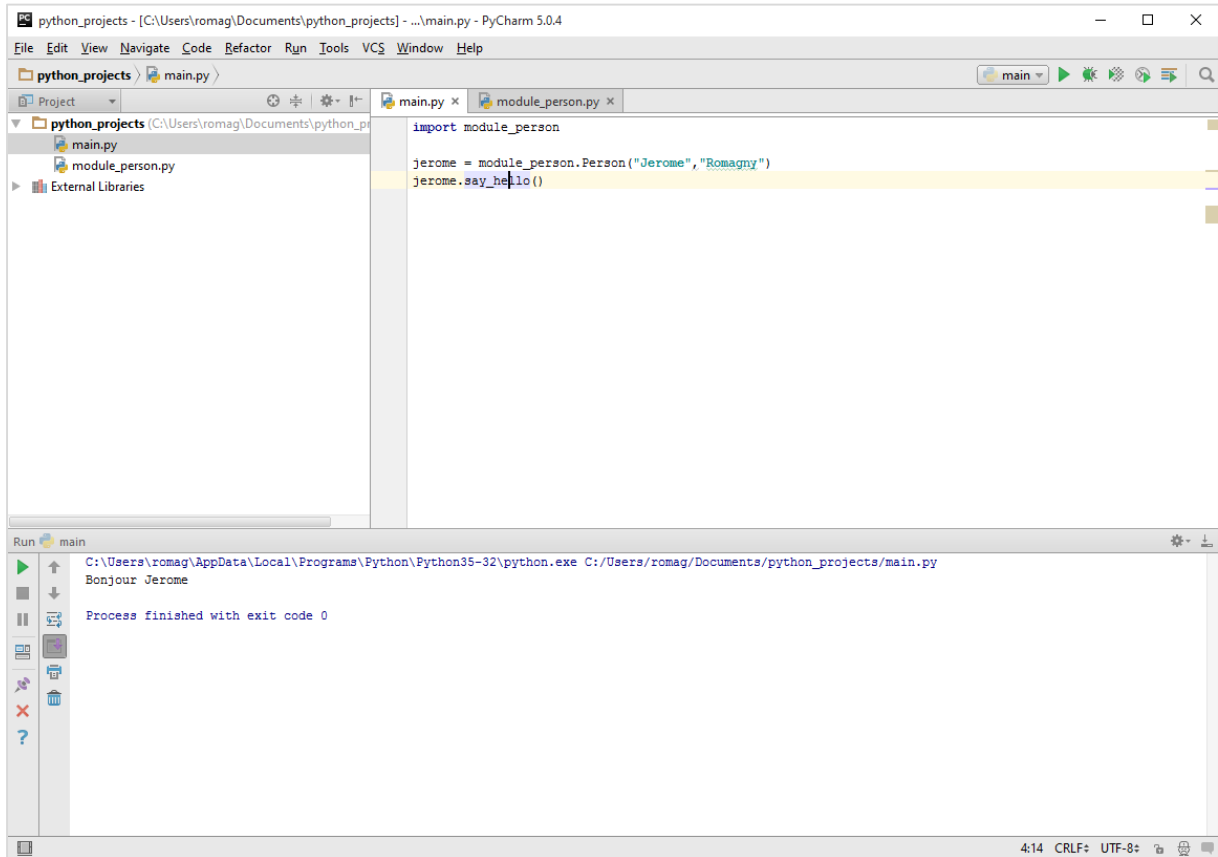 python_projects - [C:\Users\romag\Documents\python_projects] - ...\main.py - PyCharm 5.0.4
File Edit View Navigate Code Refactor Run Tools VCS Window Help
python_projects main.py main
Project main.py module_person.py
python_projects (C:\Users\romag\Documents\python_pr
main.py
module_person.py
External Libraries
import module_person
jerome = module_person.Person("Jerome","Romagny")
jerome.say_hello()
Run main
C:\Users\romag\AppData\Local\Programs\Python\Python35-32\python.exe C:/Users/romag/Documents/python_projects/main.py
Bonjour Jerome
Process finished with exit code 0
4:14 CRLF UTF-8